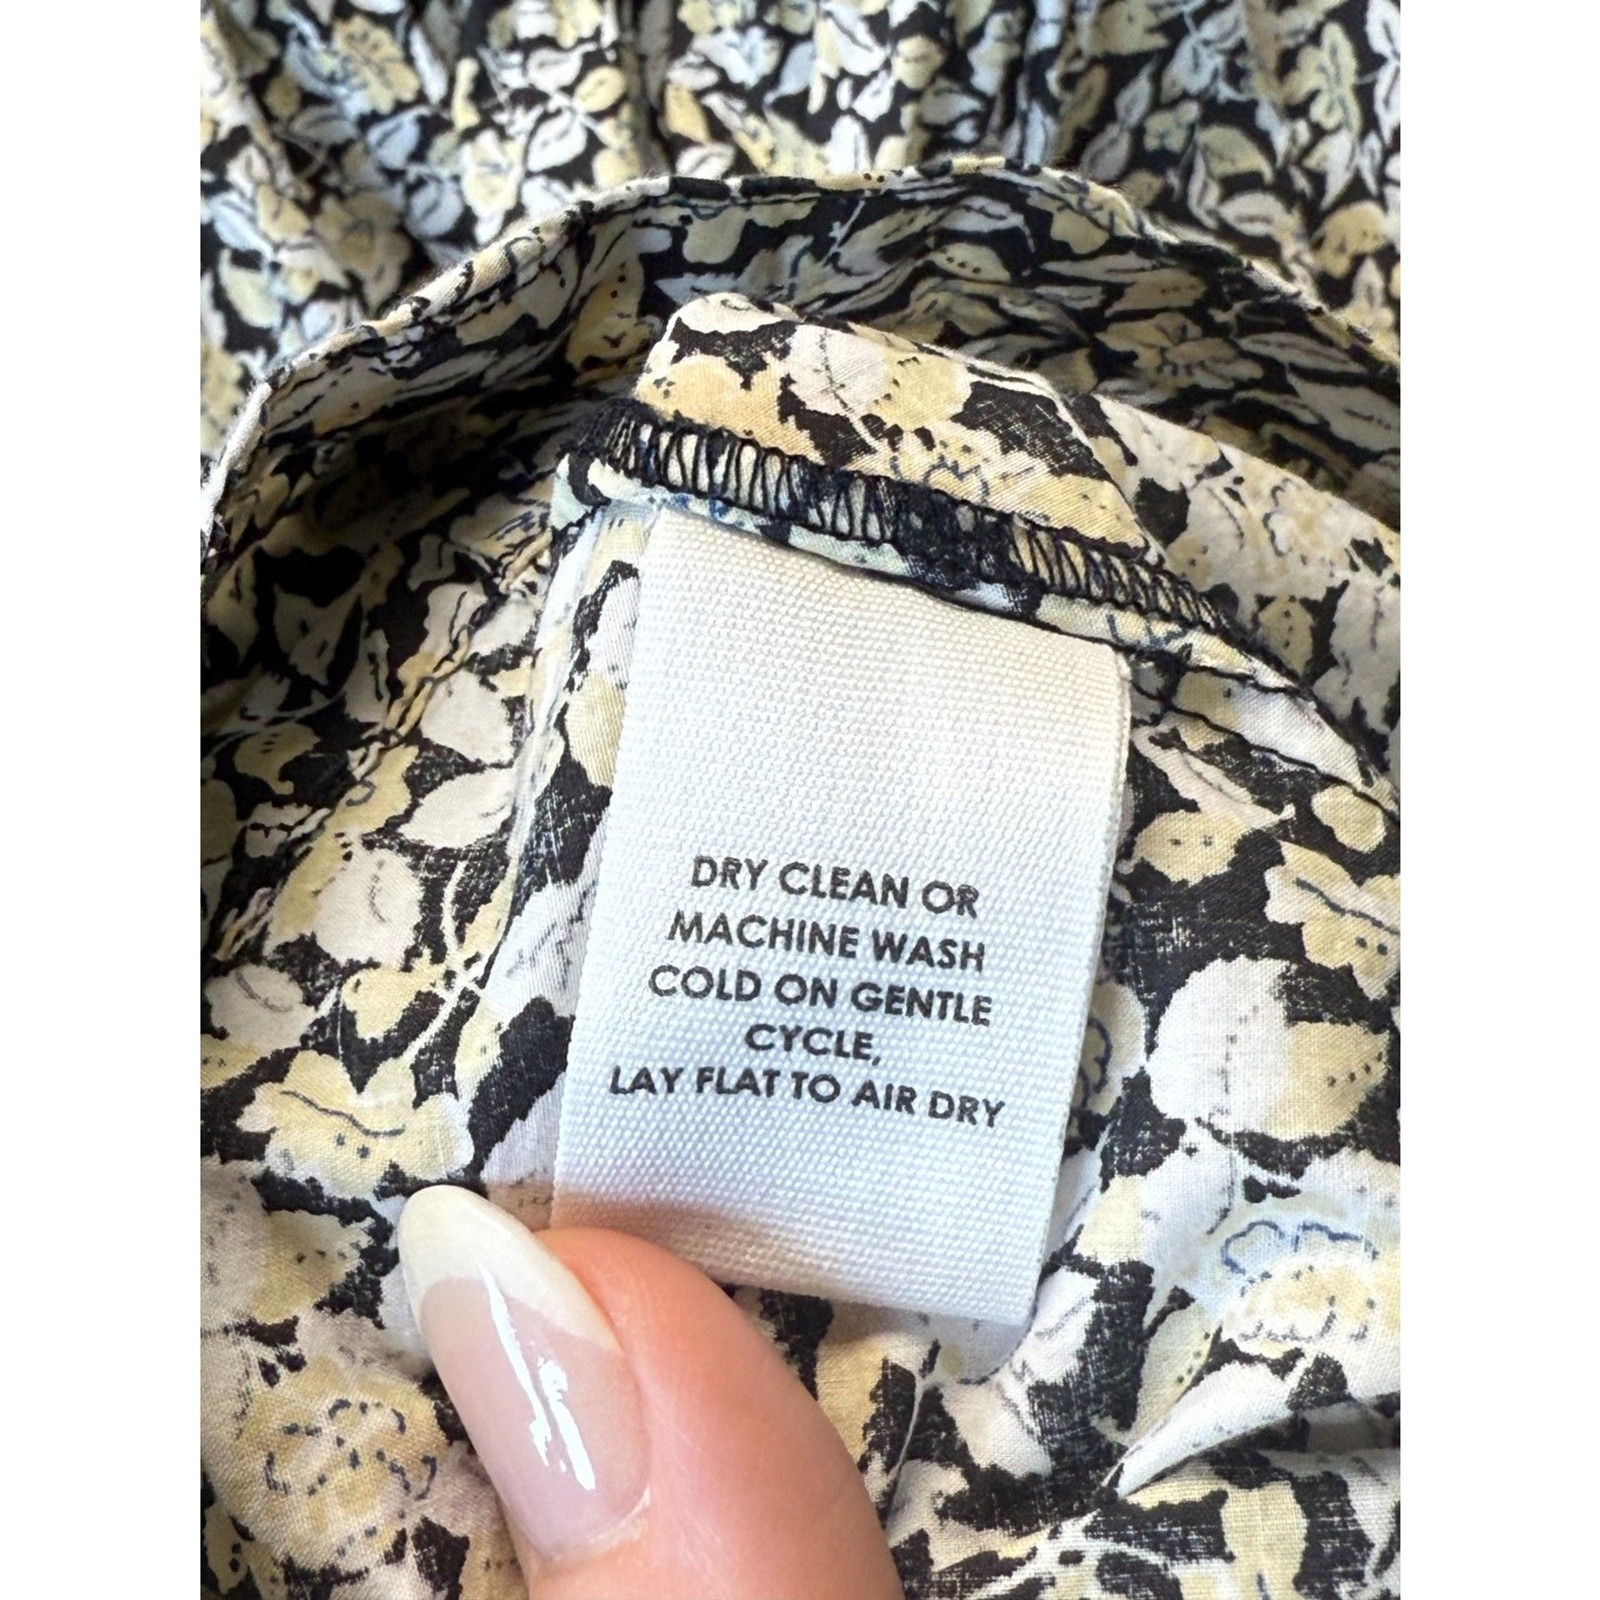 DRY CLEAN OR
MACHINE WASH
COLD ON GENTLE
CYCLE,
LAY FLAT TO AIR DRY